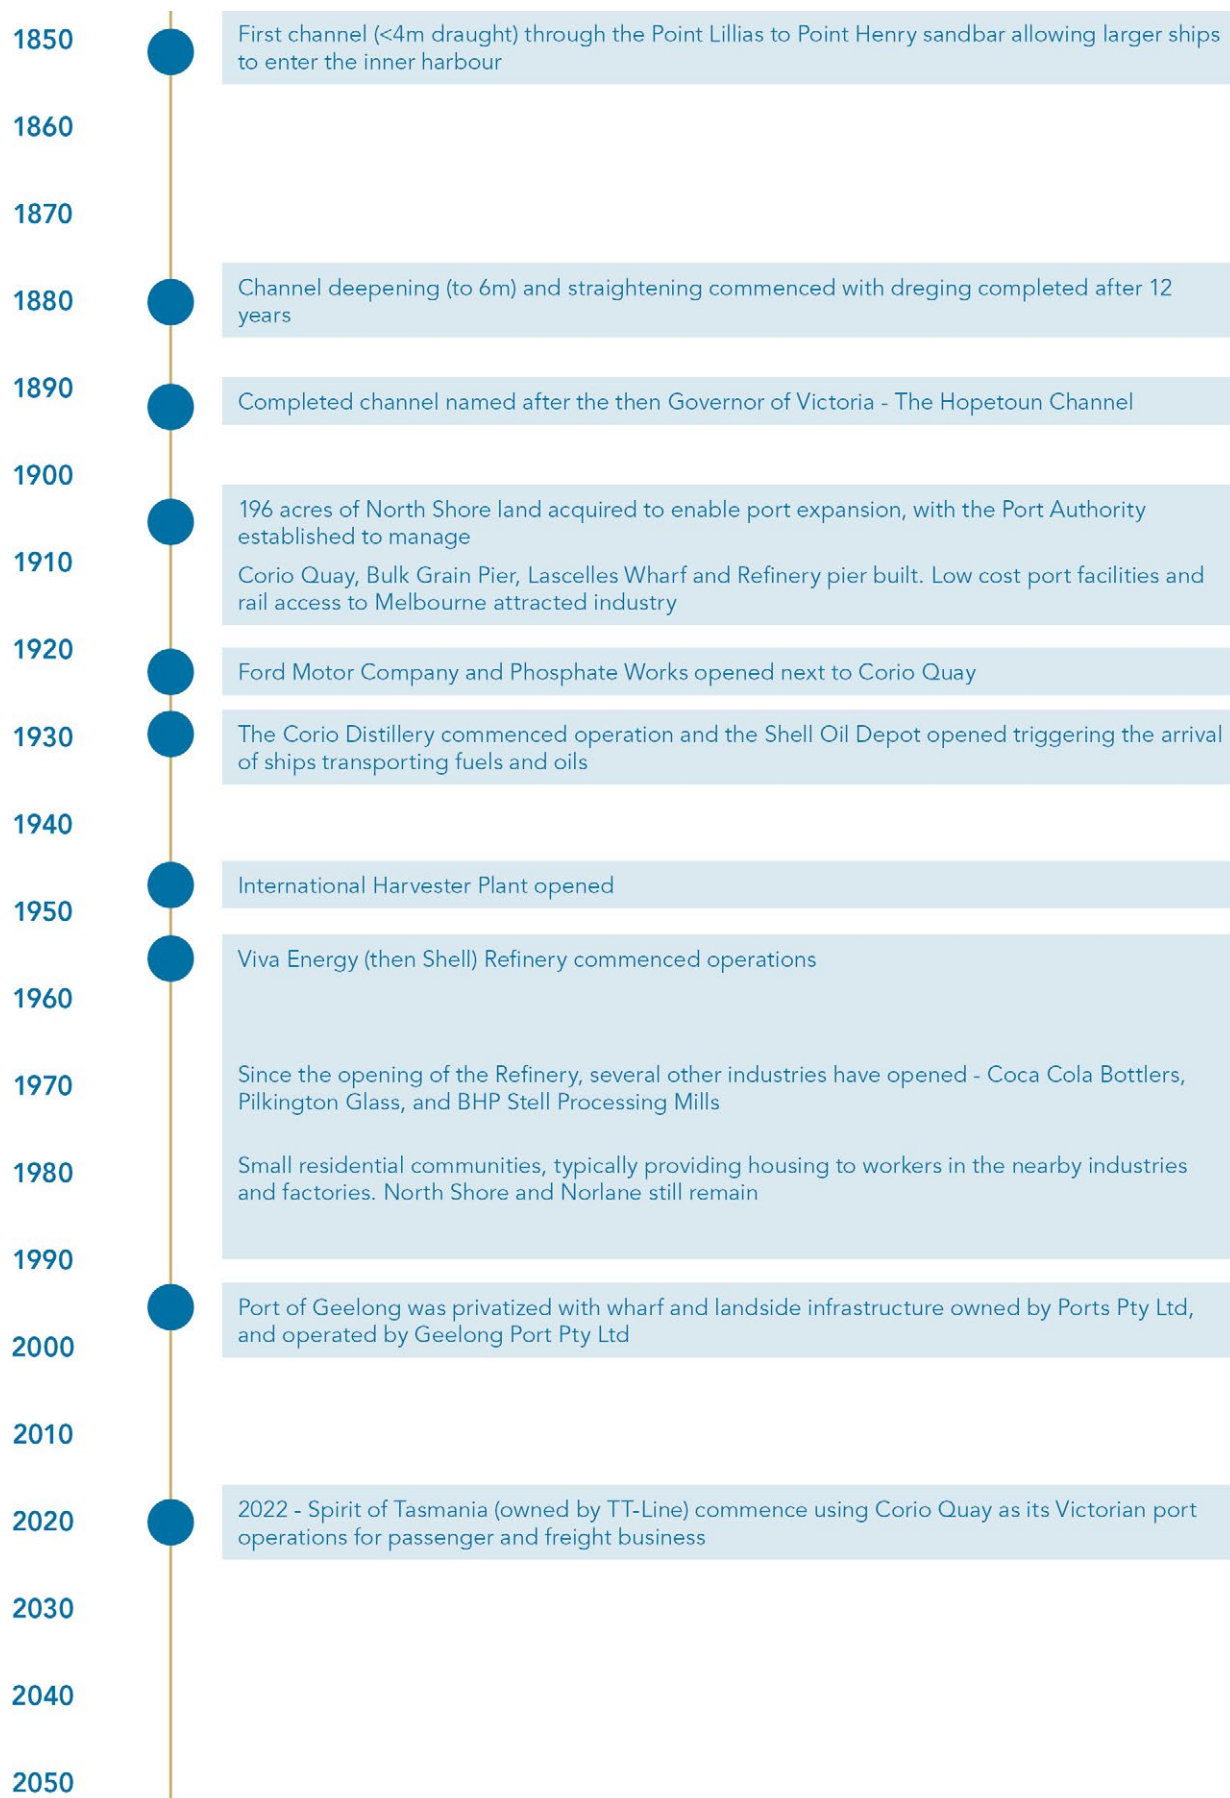 1850
First channel (<4m draught) through the Point Lillias to Point Henry sandbar allowing larger ships
to enter the inner harbour
1860
1870
1880
Channel deepening (to 6m) and straightening commenced with dreging completed after 12
years
1890
Completed channel named after the then Governor of Victoria - The Hopetoun Channel
1900
196 acres of North Shore land acquired to enable port expansion, with the Port Authority
established to manage
1910
Corio Quay, Bulk Grain Pier, Lascelles Wharf and Refinery pier built. Low cost port facilities and
rail access to Melbourne attracted industry
1920
Ford Motor Company and Phosphate Works opened next to Corio Quay
1930
The Corio Distillery commenced operation and the Shell Oil Depot opened triggering the arrival
of ships transporting fuels and oils
1940
International Harvester Plant opened
1950
Viva Energy (then Shell) Refinery commenced operations
1960
1970
Since the opening of the Refinery, several other industries have opened - Coca Cola Bottlers,
Pilkington Glass, and BHP Stell Processing Mills
1980
Small residential communities, typically providing housing to workers in the nearby industries
and factories. North Shore and Norlane still remain
1990
Port of Geelong was privatized with wharf and landside infrastructure owned by Ports Pty Ltd,
and operated by Geelong Port Pty Ltd
2000
2010
2020
2022 - Spirit of Tasmania (owned by TT-Line) commence using Corio Quay as its Victorian port
operations for passenger and freight business
2030
2040
2050